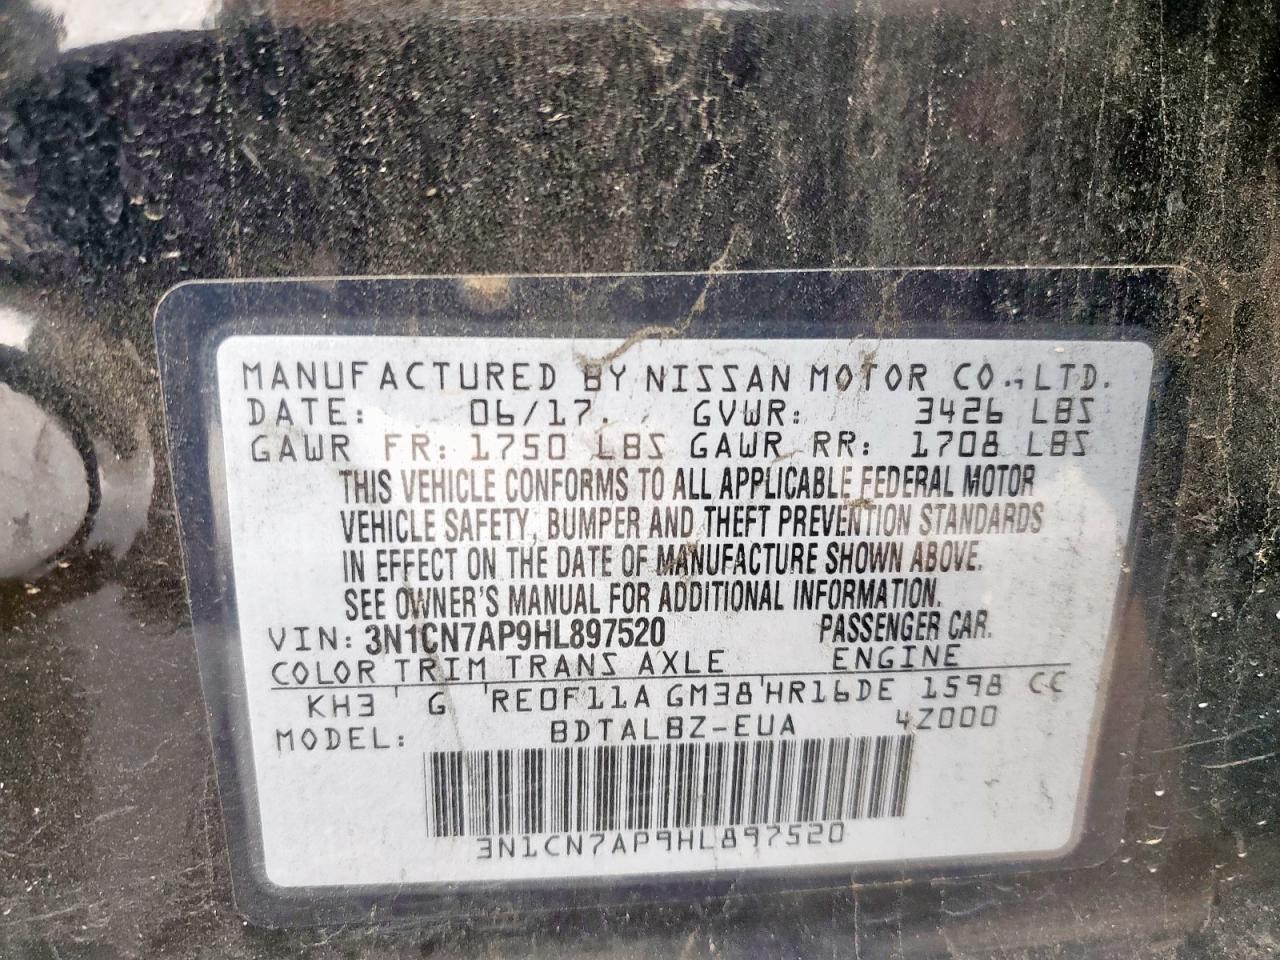 MANUFACTURED BY NISSAN MOTOR CO., LTD.
DATE: 06/17 GVWR: 3426 LBS
GAWR FR: 1750 LBS GAWR RR: 1708 LBS
THIS VEHICLE CONFORMS TO ALL APPLICABLE FEDERAL MOTOR
VEHICLE SAFETY, BUMPER AND THEFT PREVENTION STANDARDS
IN EFFECT ON THE DATE OF MANUFACTURE SHOWN ABOVE.
SEE OWNER'S MANUAL FOR ADDITIONAL INFORMATION.
VIN: 3N1CN7AP9HL897520 PASSENGER CAR.
COLOR TRIM TRANS AXLE ENGINE
KH3 G RE0F11A GM38 HR16DE 1598 CC
MODEL: BDTALBZ-EUA 4Z000
3N1CN7AP9HL897520